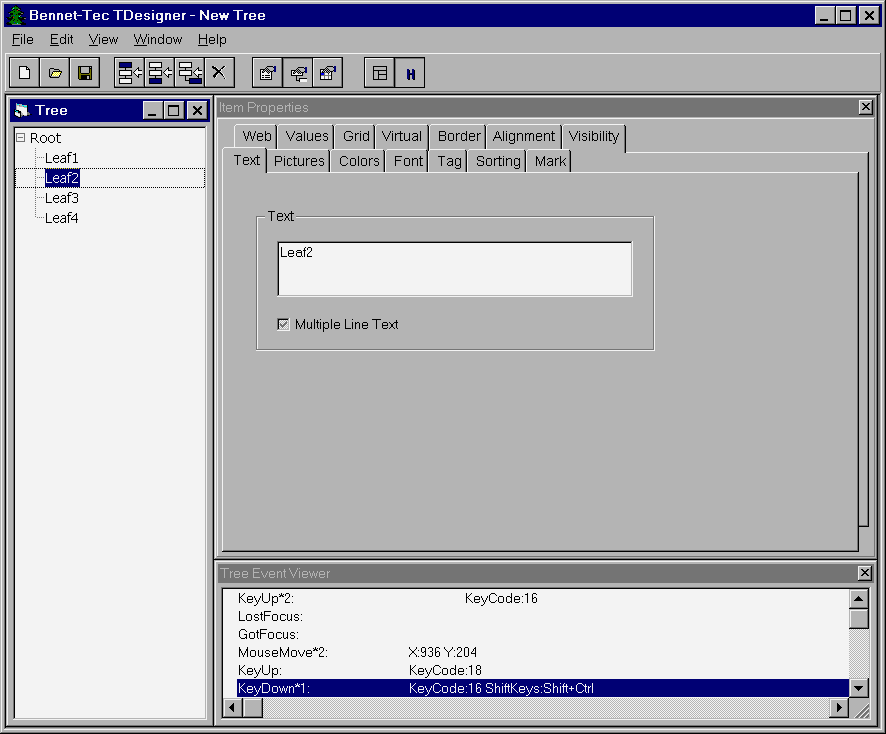 Bennet-Tec TDesigner - New Tree
File Edit View Window Help
H
Tree
Root
Leaf1
Leaf2
Leaf3
Leaf4
Item Properties
Web Values Grid Virtual Border Alignment Visibility
Text Pictures Colors Font Tag Sorting Mark
Text
Leaf2
Multiple Line Text
Tree Event Viewer
KeyUp*2: KeyCode:16
LostFocus:
GotFocus:
MouseMove*2: X:936 Y:204
KeyUp: KeyCode:18
KeyDown*1: KeyCode:16 ShiftKeys:Shift+Ctrl